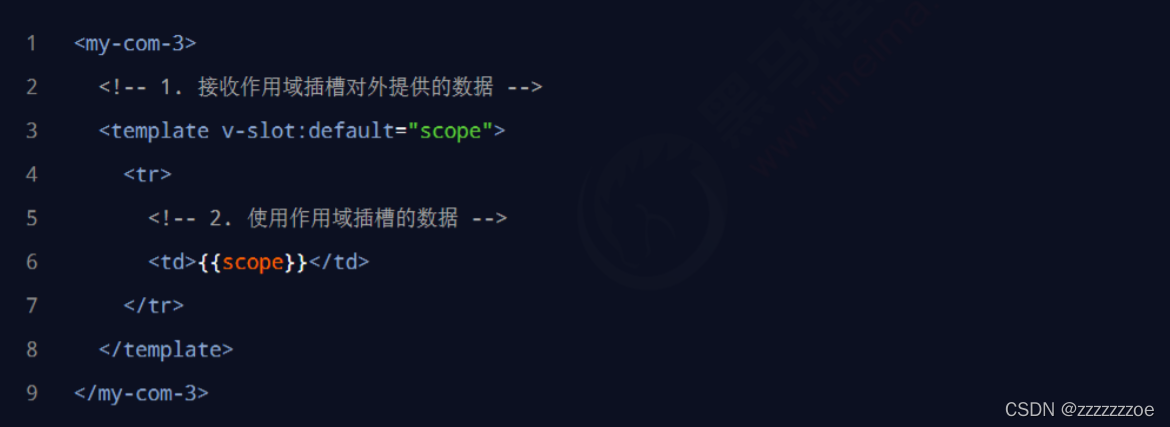 1 <my-com-3>
2 <!-- 1. 接收作用域插槽对外提供的数据 -->
3 <template v-slot:default="scope">
4 <tr>
5 <!-- 2. 使用作用域插槽的数据 -->
6 <td>{{scope}}</td>
7 </tr>
8 </template>
9 </my-com-3>
CSDN @zzzzzzzoe